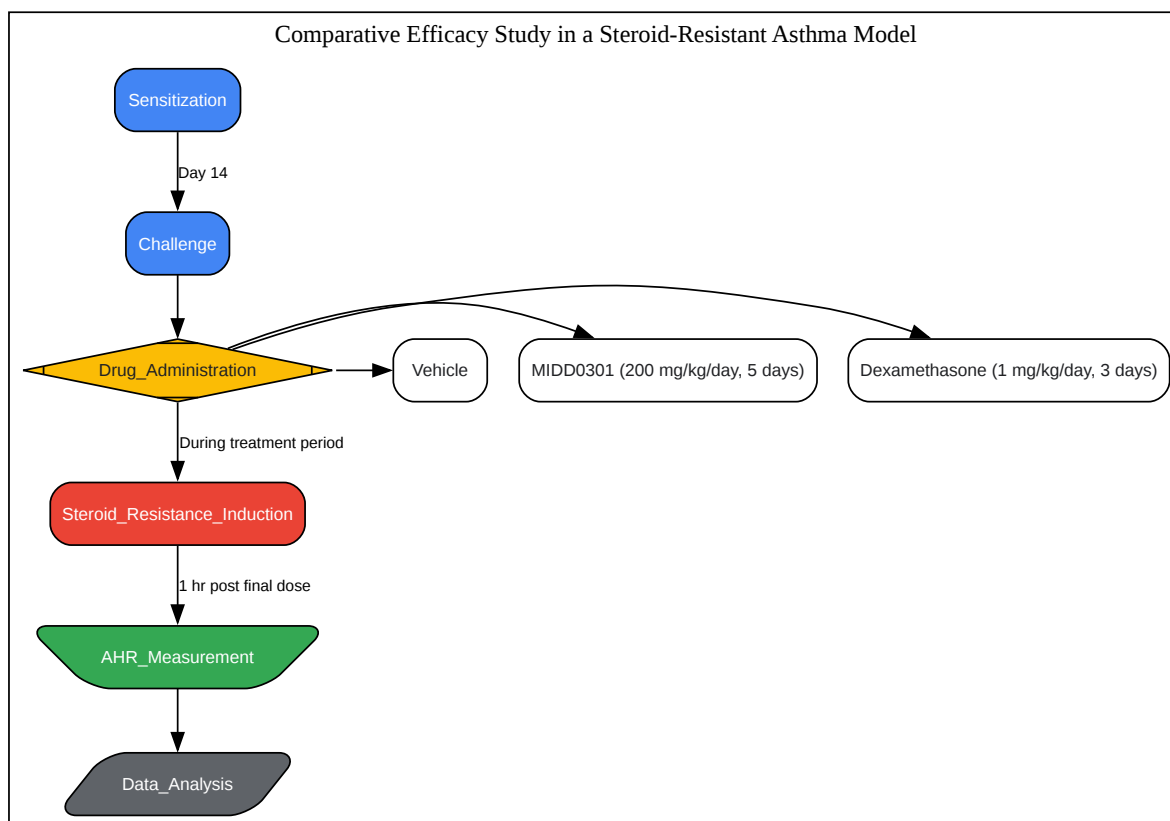 Comparative Efficacy Study in a Steroid-Resistant Asthma Model
Sensitization
Day 14
Challenge
Drug_Administration
Vehicle
MIDD0301 (200 mg/kg/day, 5 days)
Dexamethasone (1 mg/kg/day, 3 days)
During treatment period
Steroid_Resistance_Induction
1 hr post final dose
AHR_Measurement
Data_Analysis